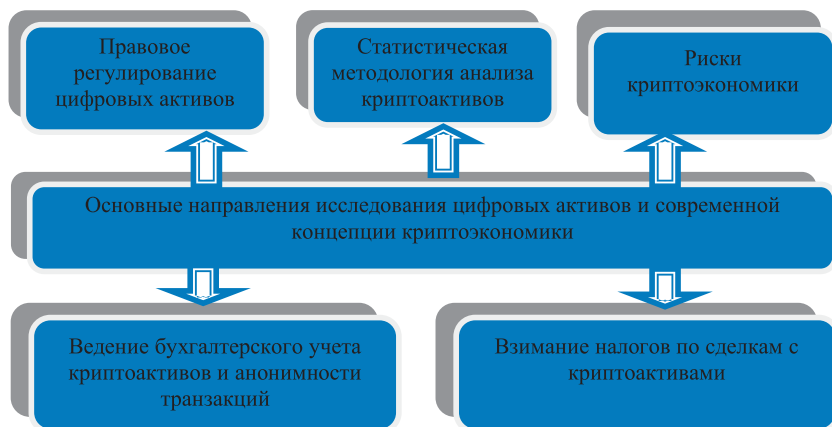 Правовое
регулирование
цифровых активов
Статистическая
методология анализа
криптоактивов
Риски
криптоэкономики
Основные направления исследования цифровых активов и современной
концепции криптоэкономики
Ведение бухгалтерского учета
криптоактивов и анонимности
транзакций
Взимание налогов по сделкам с
криптоактивами